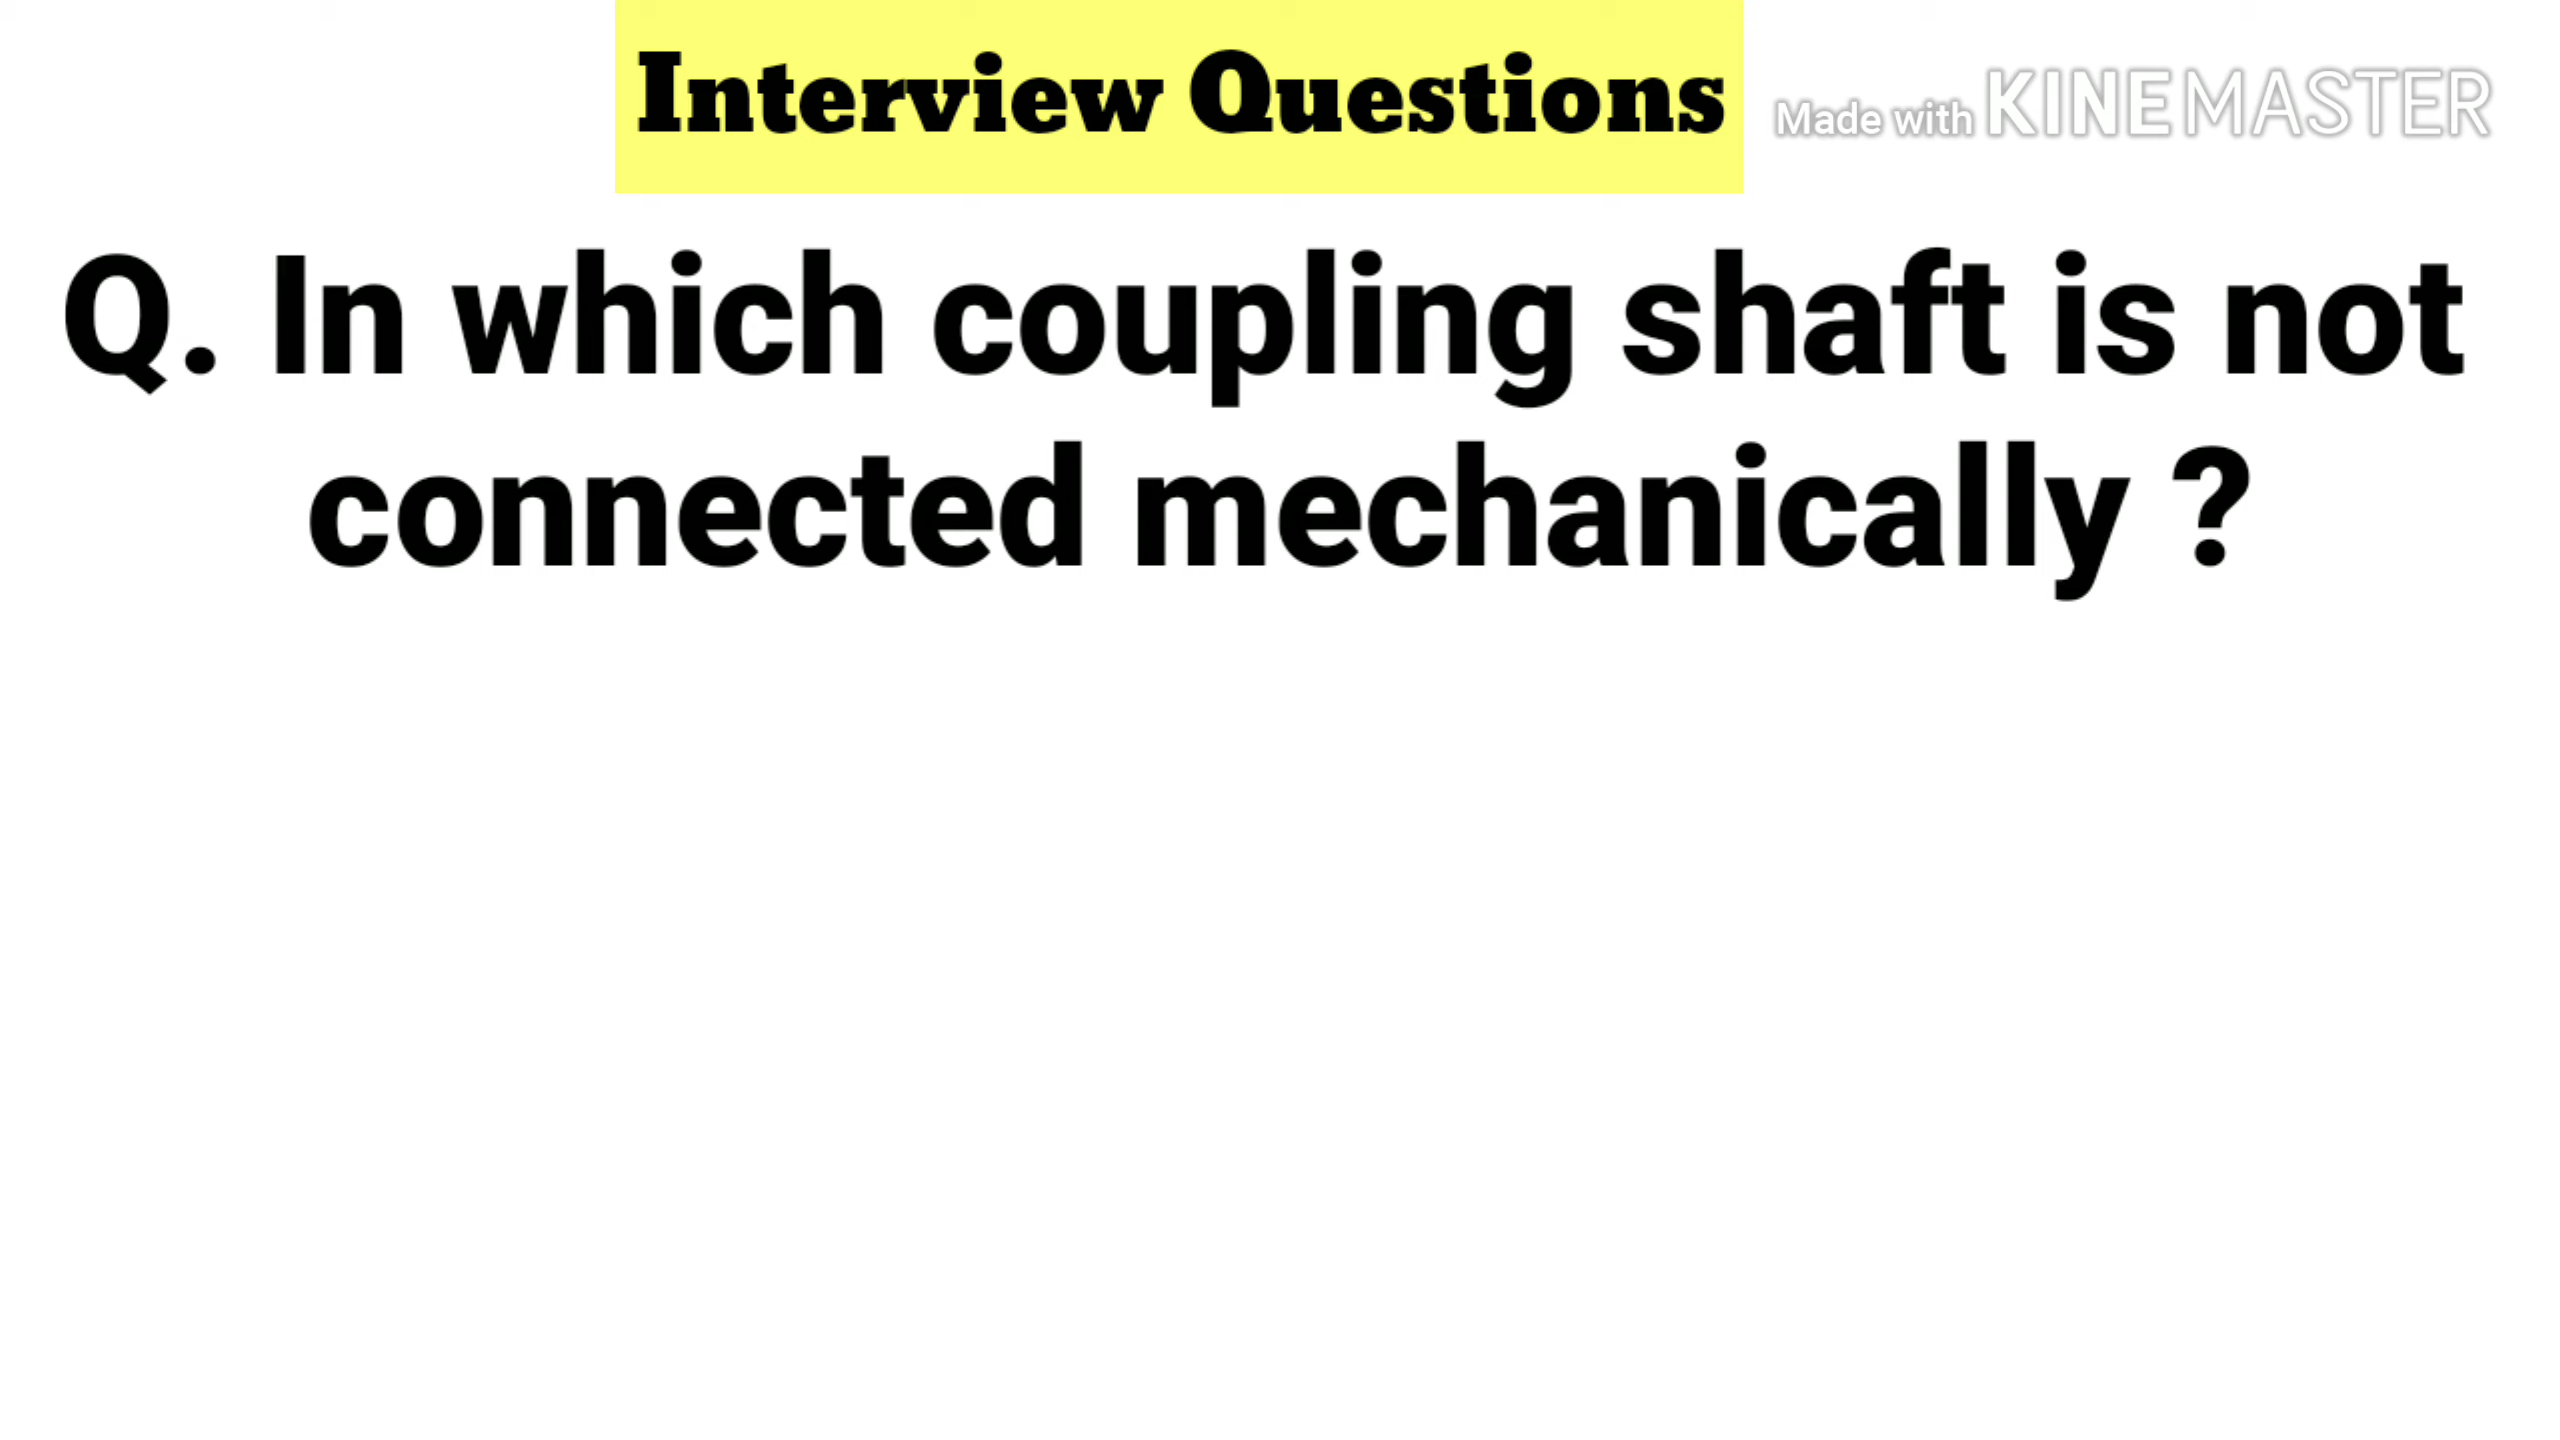 Interview Questions
Made with KINEMASTER
Q. In which coupling shaft is not
connected mechanically ?